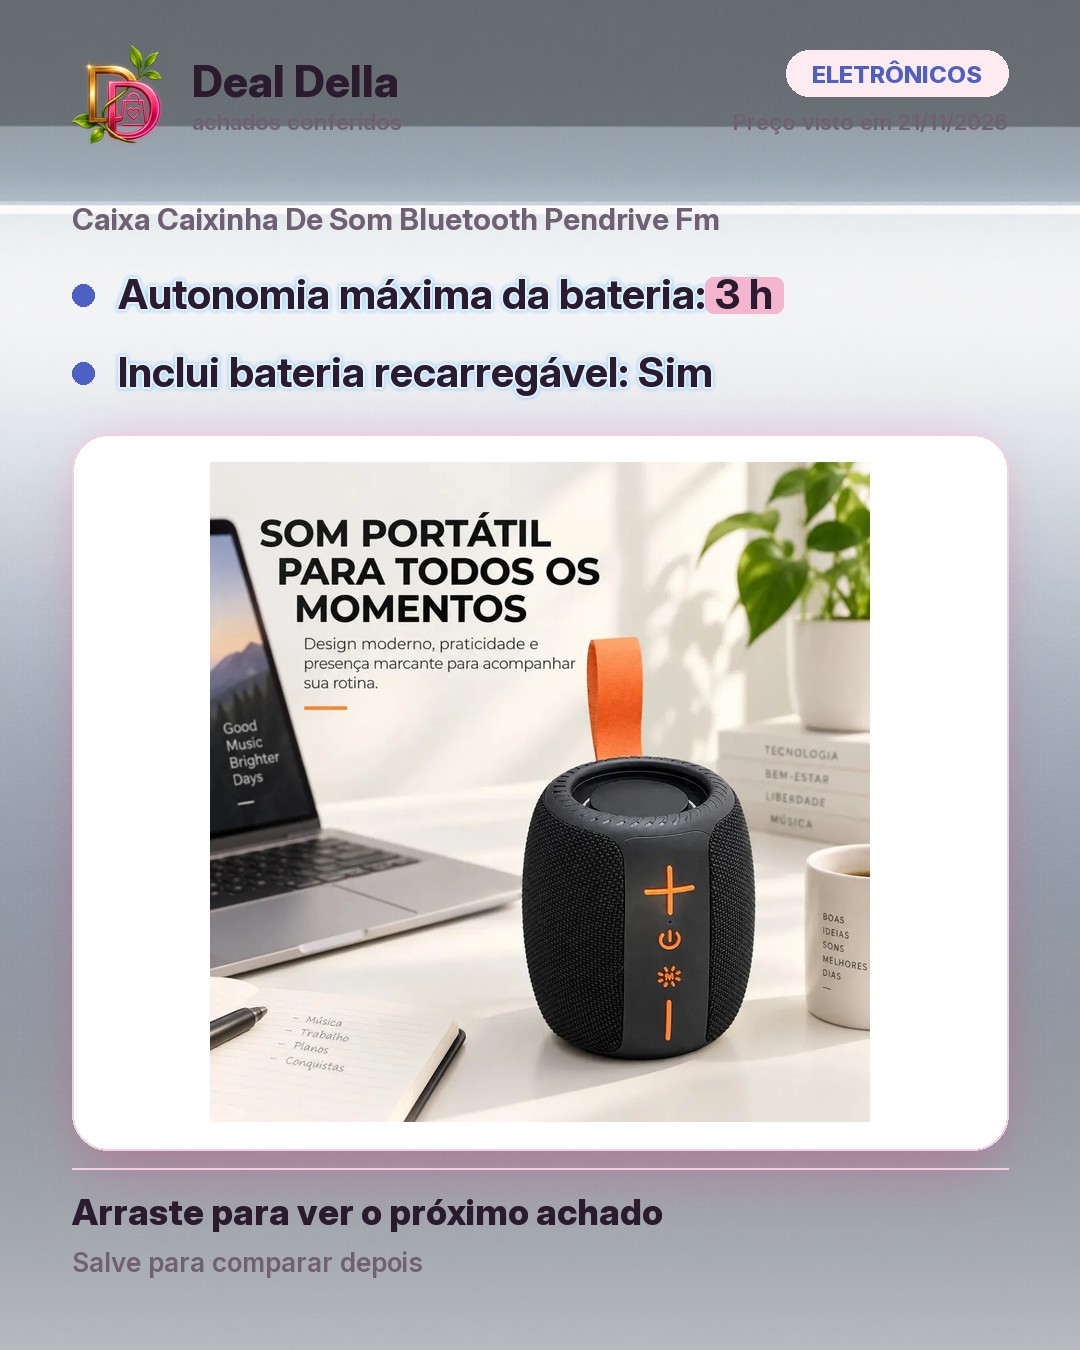 Deal Della
achados conferidos
ELETRÔNICOS
Preço visto em 21/11/2026
Caixa Caixinha De Som Bluetooth Pendrive Fm
Autonomia máxima da bateria: 3 h
Inclui bateria recarregável: Sim
SOM PORTÁTIL
PARA TODOS OS
MOMENTOS
Design moderno, praticidade e
presença marcante para acompanhar
sua rotina.
Good
Music
Brighter
Days
TECNOLOGIA
BEM-ESTAR
LIBERDADE
MÚSICA
BOAS
IDEIAS
SONS
MELHORES
DIAS
- Música
- Trabalho
- Planos
- Conquistas
Arraste para ver o próximo achado
Salve para comparar depois